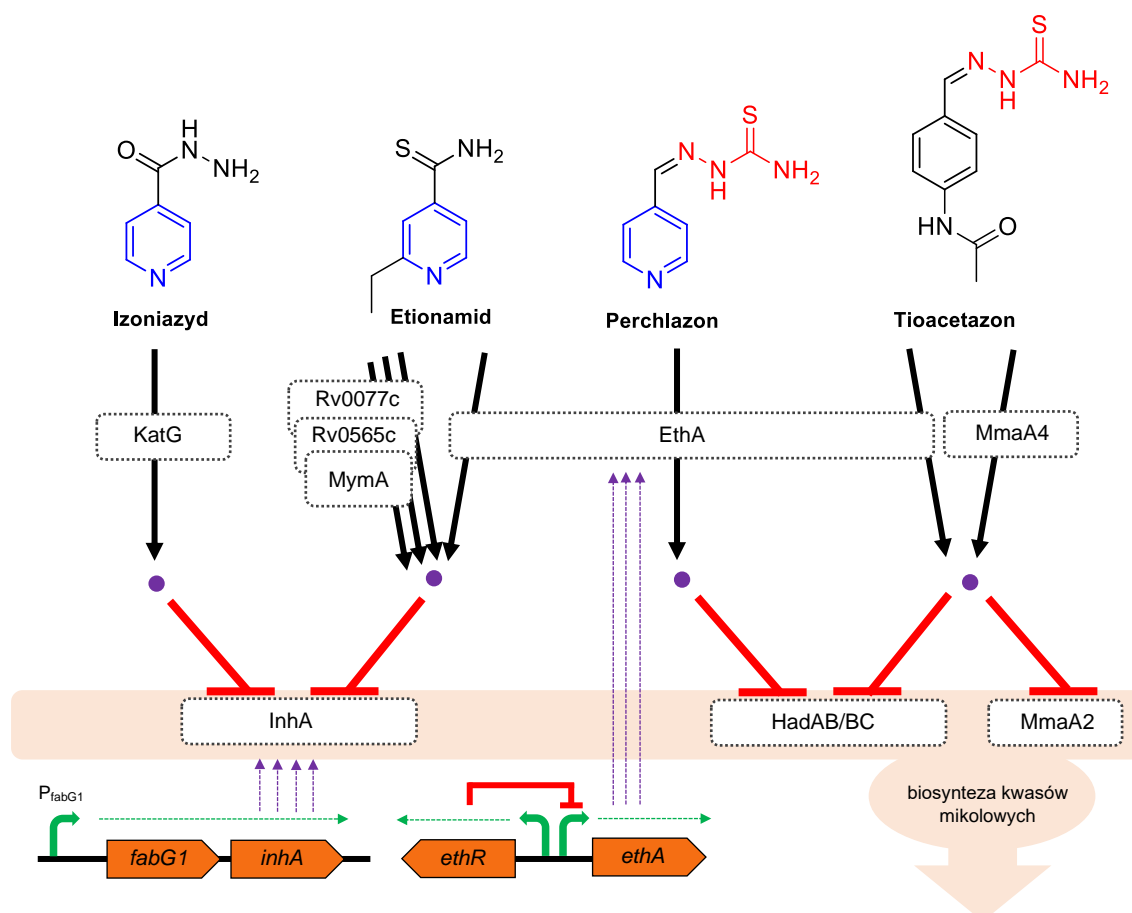 S
N
N
H
NH2
HN
O
H
N
O
NH2
N
S
NH2
N
S
N
N
H
NH2
N
Izoniazyd
Etionamid
Perchlazon
Tioacetazon
Rv0077c
KatG
Rv0565c
EthA
MmaA4
MymA
InhA
HadAB/BC
MmaA2
PfabG1
biosynteza kwasów
mikolowych
fabG1
inhA
ethR
ethA